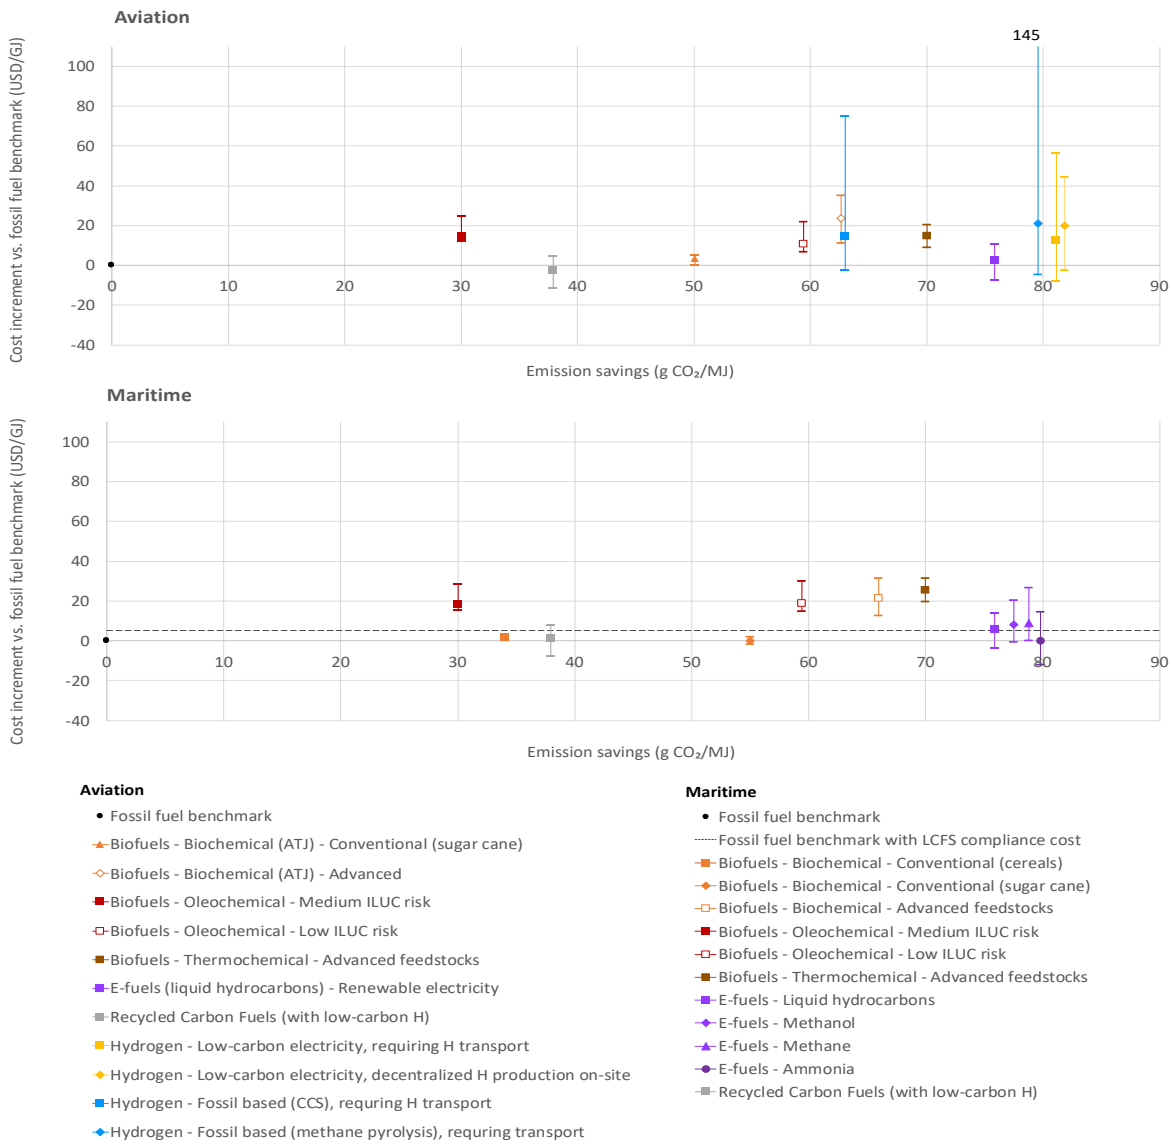 Aviation
145
Cost increment vs. fossil fuel benchmark (USD/GJ)
100
80
60
40
20
0
-20
-40
0 10 20 30 40 50 60 70 80 90
Emission savings (g CO₂/MJ)
Maritime
Cost increment vs. fossil fuel benchmark (USD/GJ)
100
80
60
40
20
0
-20
-40
0 10 20 30 40 50 60 70 80 90
Emission savings (g CO₂/MJ)
Aviation
Fossil fuel benchmark
Biofuels - Biochemical (ATJ) - Conventional (sugar cane)
Biofuels - Biochemical (ATJ) - Advanced
Biofuels - Oleochemical - Medium ILUC risk
Biofuels - Oleochemical - Low ILUC risk
Biofuels - Thermochemical - Advanced feedstocks
E-fuels (liquid hydrocarbons) - Renewable electricity
Recycled Carbon Fuels (with low-carbon H)
Hydrogen - Low-carbon electricity, requiring H transport
Hydrogen - Low-carbon electricity, decentralized H production on-site
Hydrogen - Fossil based (CCS), requring H transport
Hydrogen - Fossil based (methane pyrolysis), requring transport
Maritime
Fossil fuel benchmark
Fossil fuel benchmark with LCFS compliance cost
Biofuels - Biochemical - Conventional (cereals)
Biofuels - Biochemical - Conventional (sugar cane)
Biofuels - Biochemical - Advanced feedstocks
Biofuels - Oleochemical - Medium ILUC risk
Biofuels - Oleochemical - Low ILUC risk
Biofuels - Thermochemical - Advanced feedstocks
E-fuels - Liquid hydrocarbons
E-fuels - Methanol
E-fuels - Methane
E-fuels - Ammonia
Recycled Carbon Fuels (with low-carbon H)